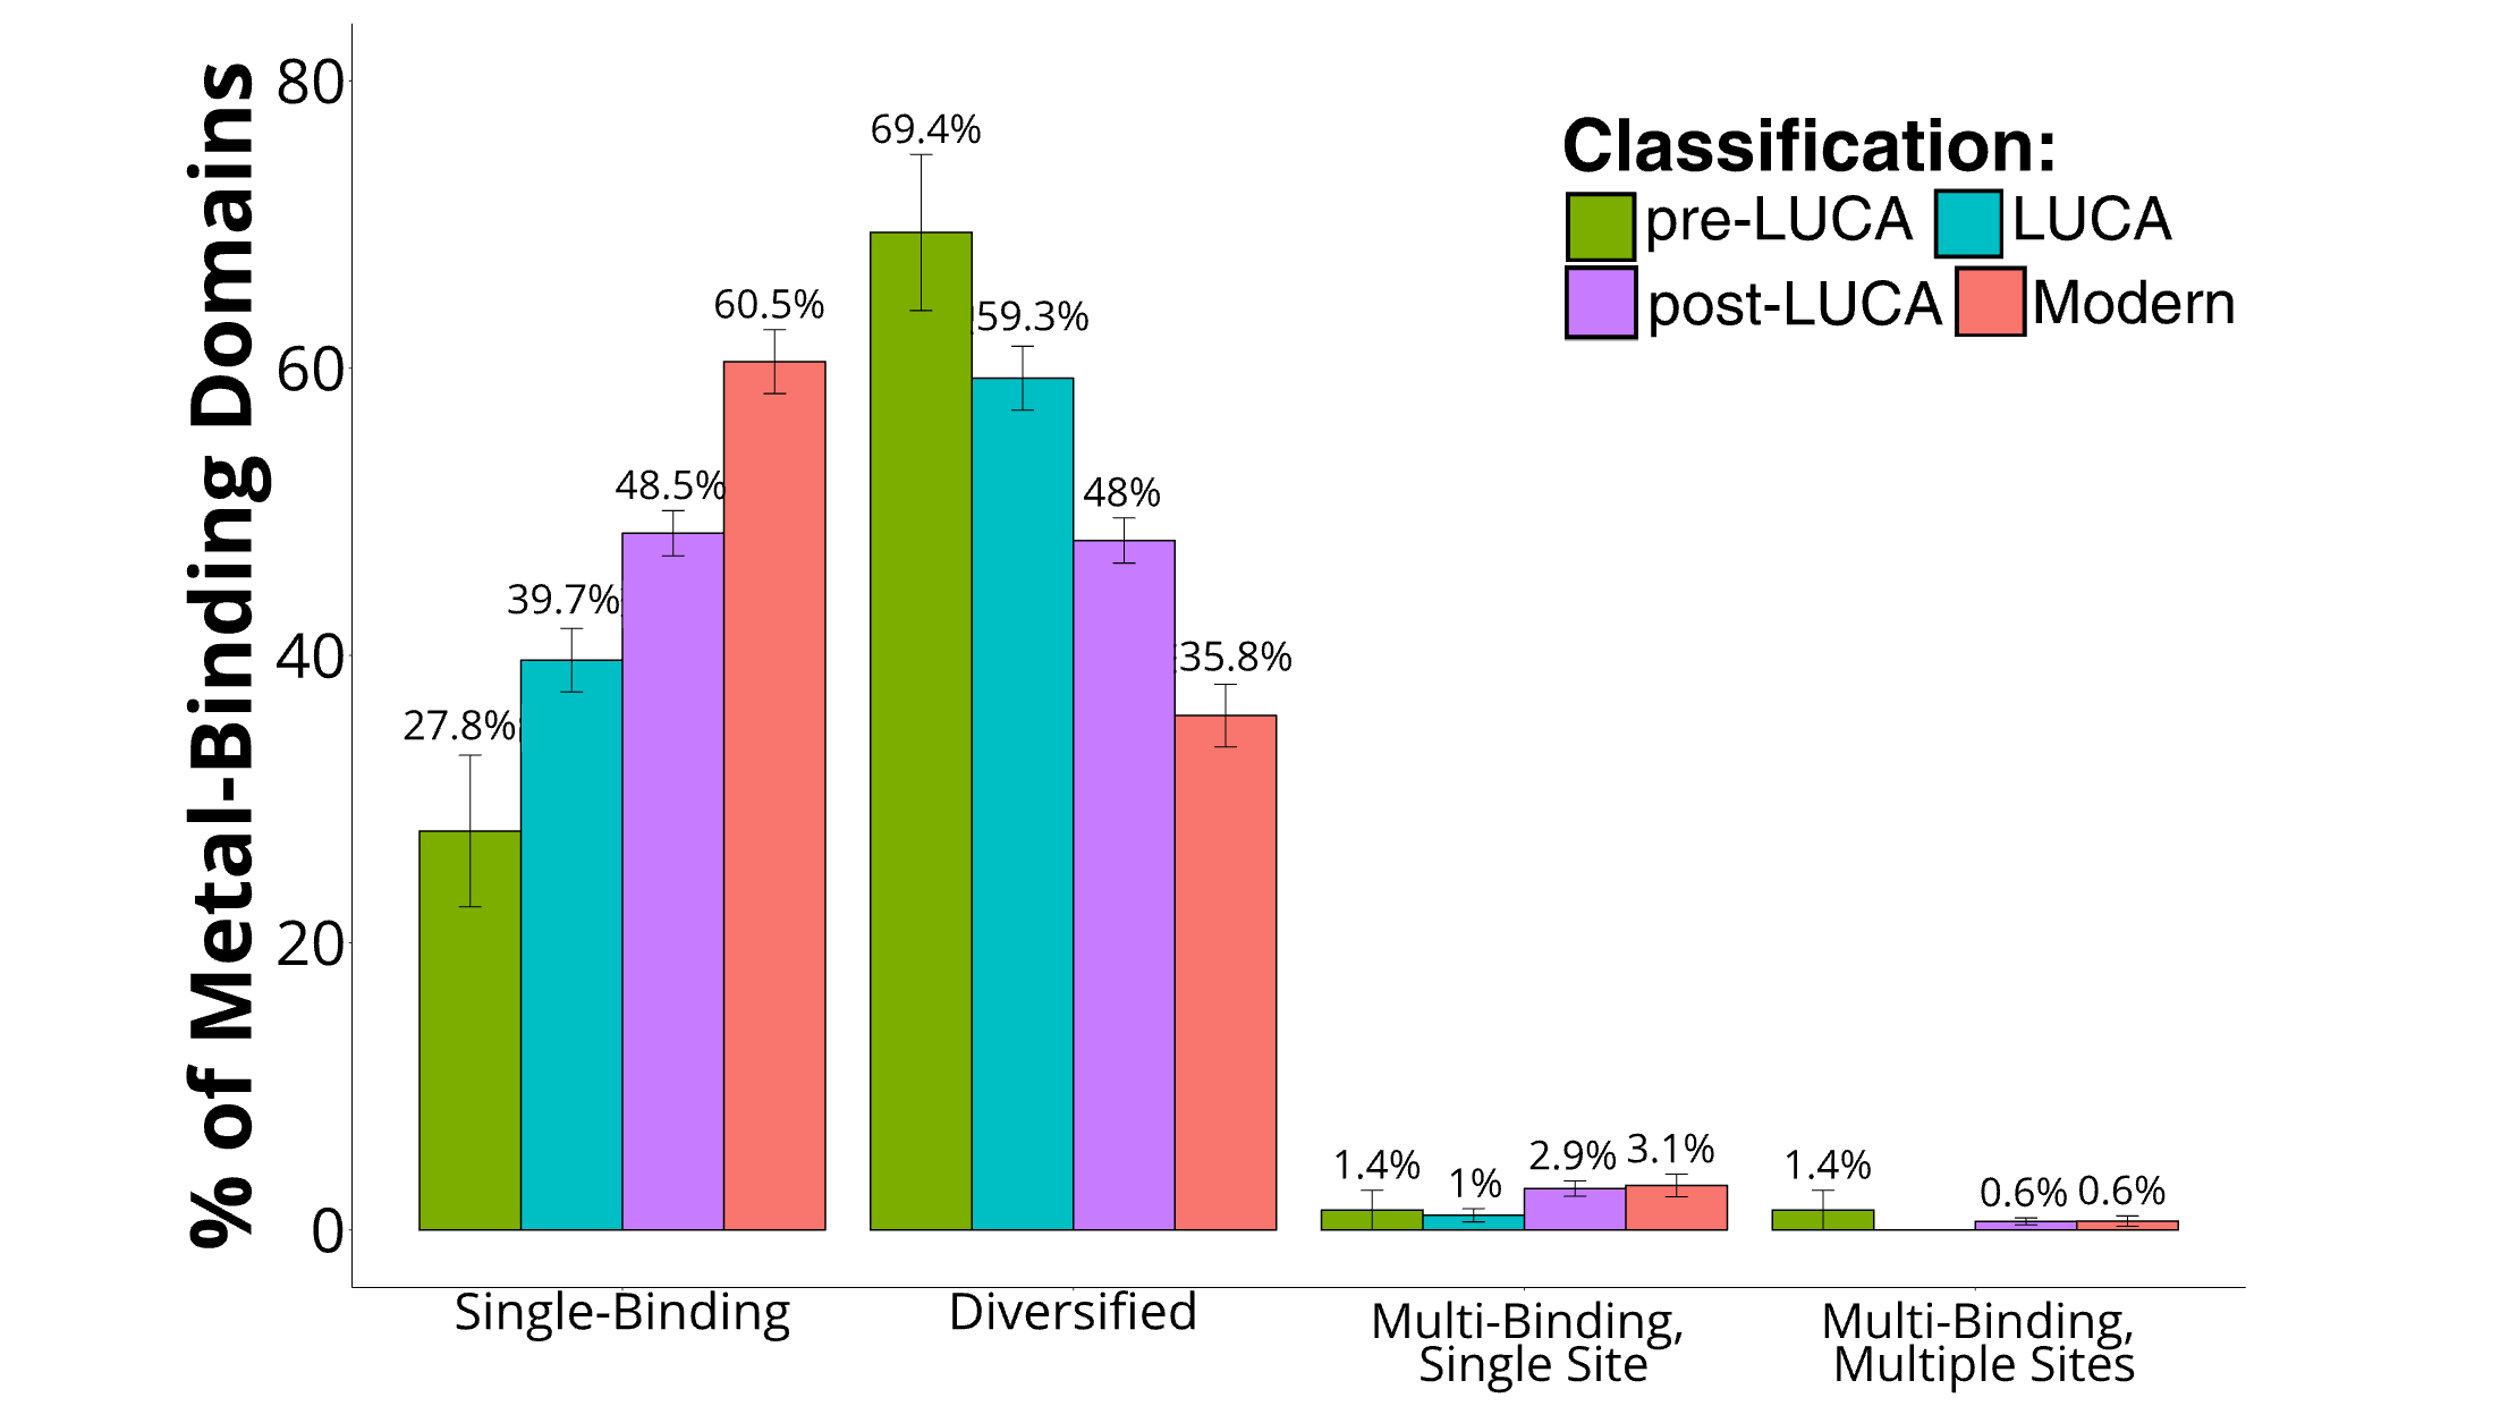 % of Metal-Binding Domains
80
60
40
20
0
27.8%
39.7%
48.5%
60.5%
69.4%
59.3%
48%
35.8%
1.4%
1%
2.9%
3.1%
1.4%
0.6%
0.6%
Classification:
pre-LUCA LUCA
post-LUCA Modern
Single-Binding
Diversified
Multi-Binding,
Single Site
Multi-Binding,
Multiple Sites